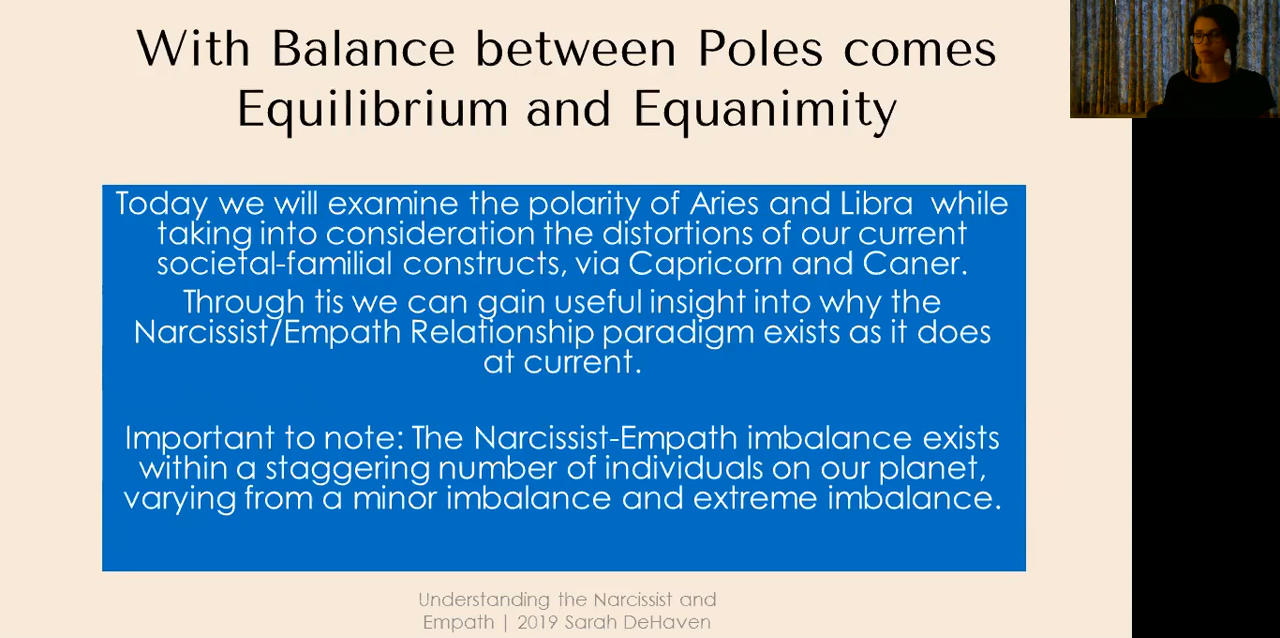 With Balance between Poles comes
Equilibrium and Equanimity
Today we will examine the polarity of Aries and Libra  while
taking into consideration the distortions of our current
societal-familial constructs, via Capricorn and Caner.
Through tis we can gain useful insight into why the
Narcissist/Empath Relationship paradigm exists as it does
at current.
Important to note: The Narcissist-Empath imbalance exists
within a staggering number of individuals on our planet,
varying from a minor imbalance and extreme imbalance.
Understanding the Narcissist and
Empath | 2019 Sarah DeHaven